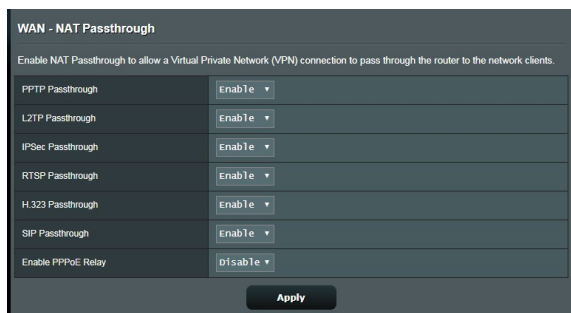 WAN - NAT Passthrough
Enable NAT Passthrough to allow a Virtual Private Network (VPN) connection to pass through the router to the network clients.
PPTP Passthrough Enable
L2TP Passthrough Enable
IPSec Passthrough Enable
RTSP Passthrough Enable
H.323 Passthrough Enable
SIP Passthrough Enable
Enable PPPoE Relay Disable
Apply